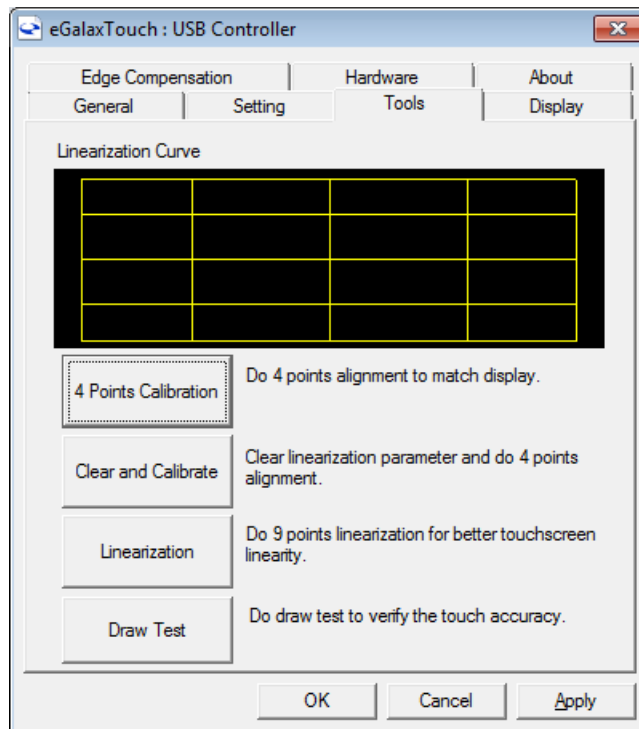 eGalaxTouch : USB Controller
Edge Compensation Hardware About
General Setting Tools Display
Linearization Curve
4 Points Calibration
Do 4 points alignment to match display.
Clear and Calibrate
Clear linearization parameter and do 4 points
alignment.
Linearization
Do 9 points linearization for better touchscreen
linearity.
Draw Test
Do draw test to verify the touch accuracy.
OK Cancel Apply